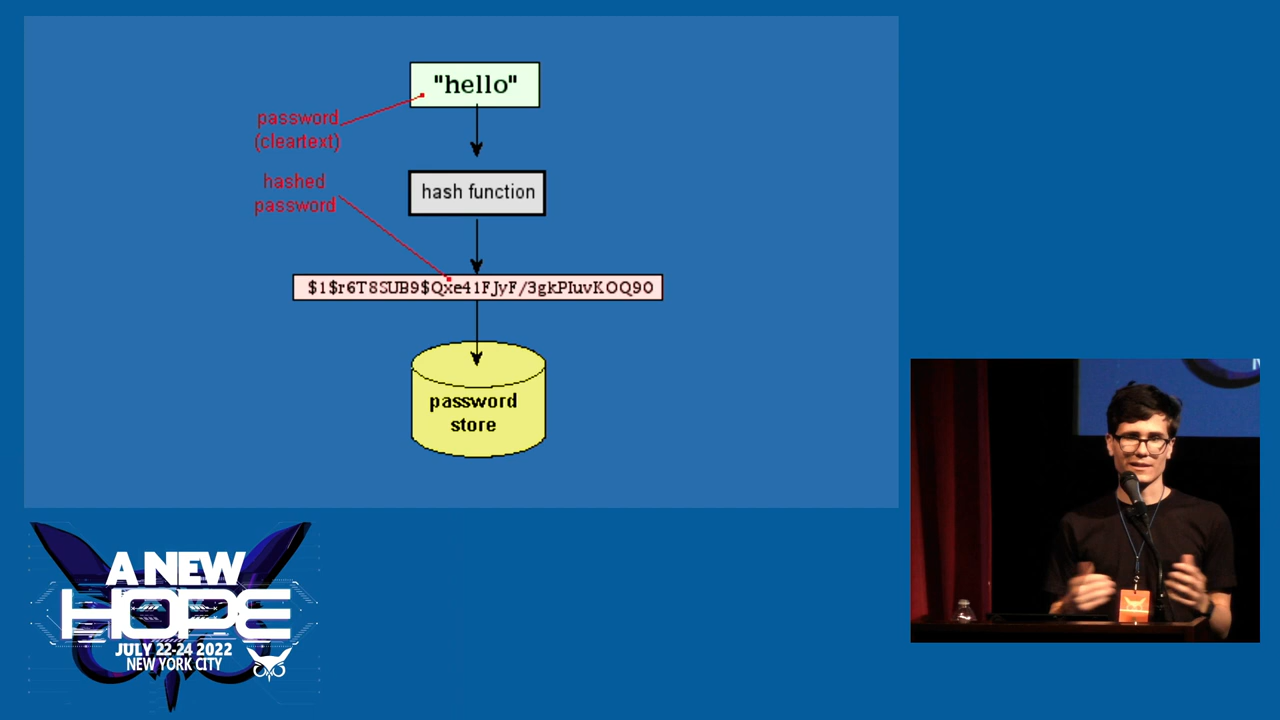 "hello"
password
(cleartext)
hashed
password
hash function
$1$r6T8SUB9$Qxe41FJyF/3gkPIuvKOQ90
password
store
A NEW
HOPE
JULY 22-24 2022
NEW YORK CITY